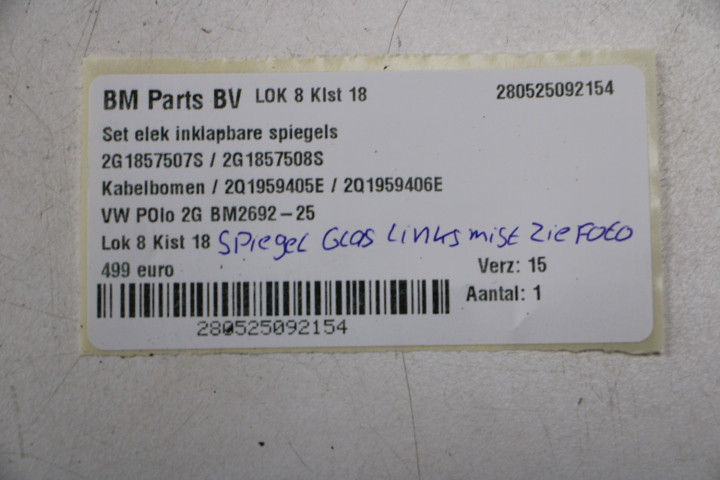 BM Parts BV LOK 8 KIst 18 280525092154
Set elek inklapbare spiegels
2G1857507S / 2G1857508S
Kabelbomen / 2Q1959405E / 2Q1959406E
VW POlo 2G BM2692-25
Lok 8 Kist 18 SPiegel GLAS Links mist Zie FOTO
499 euro Verz: 15
Aantal: 1
280525092154